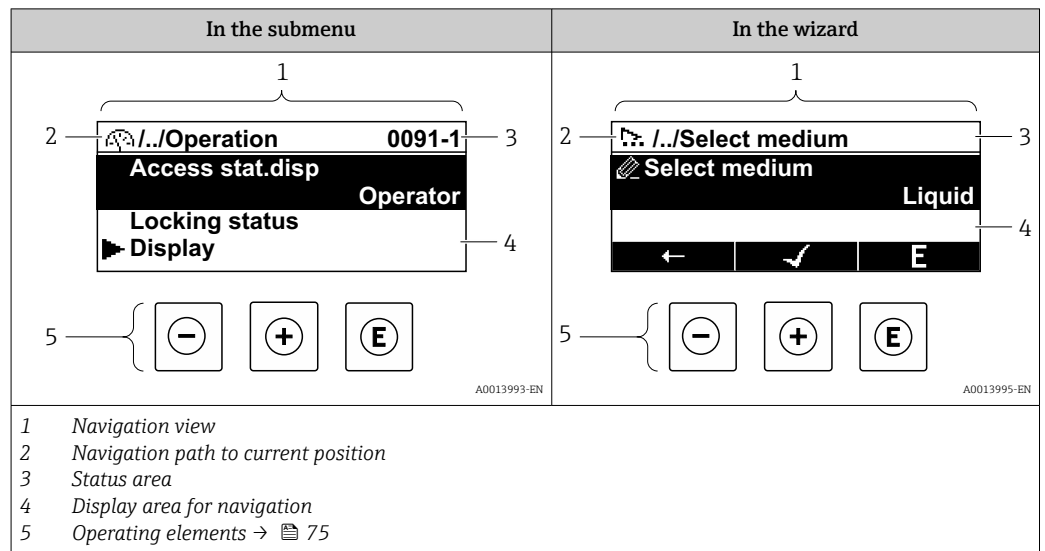 In the submenu
In the wizard
1
2
/../Operation 0091-1
3
Access stat.disp
Operator
Locking status
Display
4
5
- + E
A0013993-EN
1
2
/../Select medium
3
Select medium
Liquid
4
← ✓ E
5
- + E
A0013995-EN
1 Navigation view
2 Navigation path to current position
3 Status area
4 Display area for navigation
5 Operating elements → 75